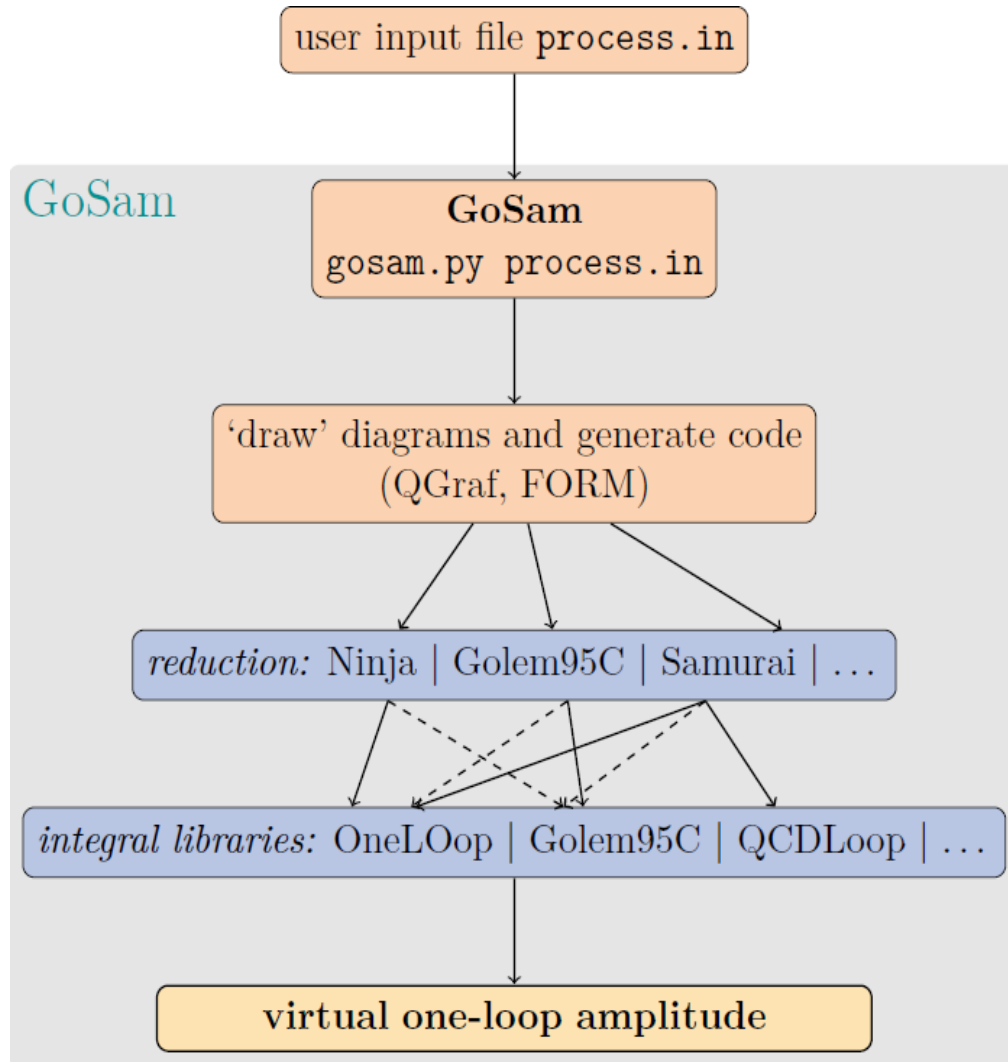 user input file process.in
GoSam
GoSam
gosam.py process.in
‘draw’ diagrams and generate code
(QGraf, FORM)
reduction: Ninja | Golem95C | Samurai | . . .
integral libraries: OneLOop | Golem95C | QCDLoop | . . .
virtual one-loop amplitude